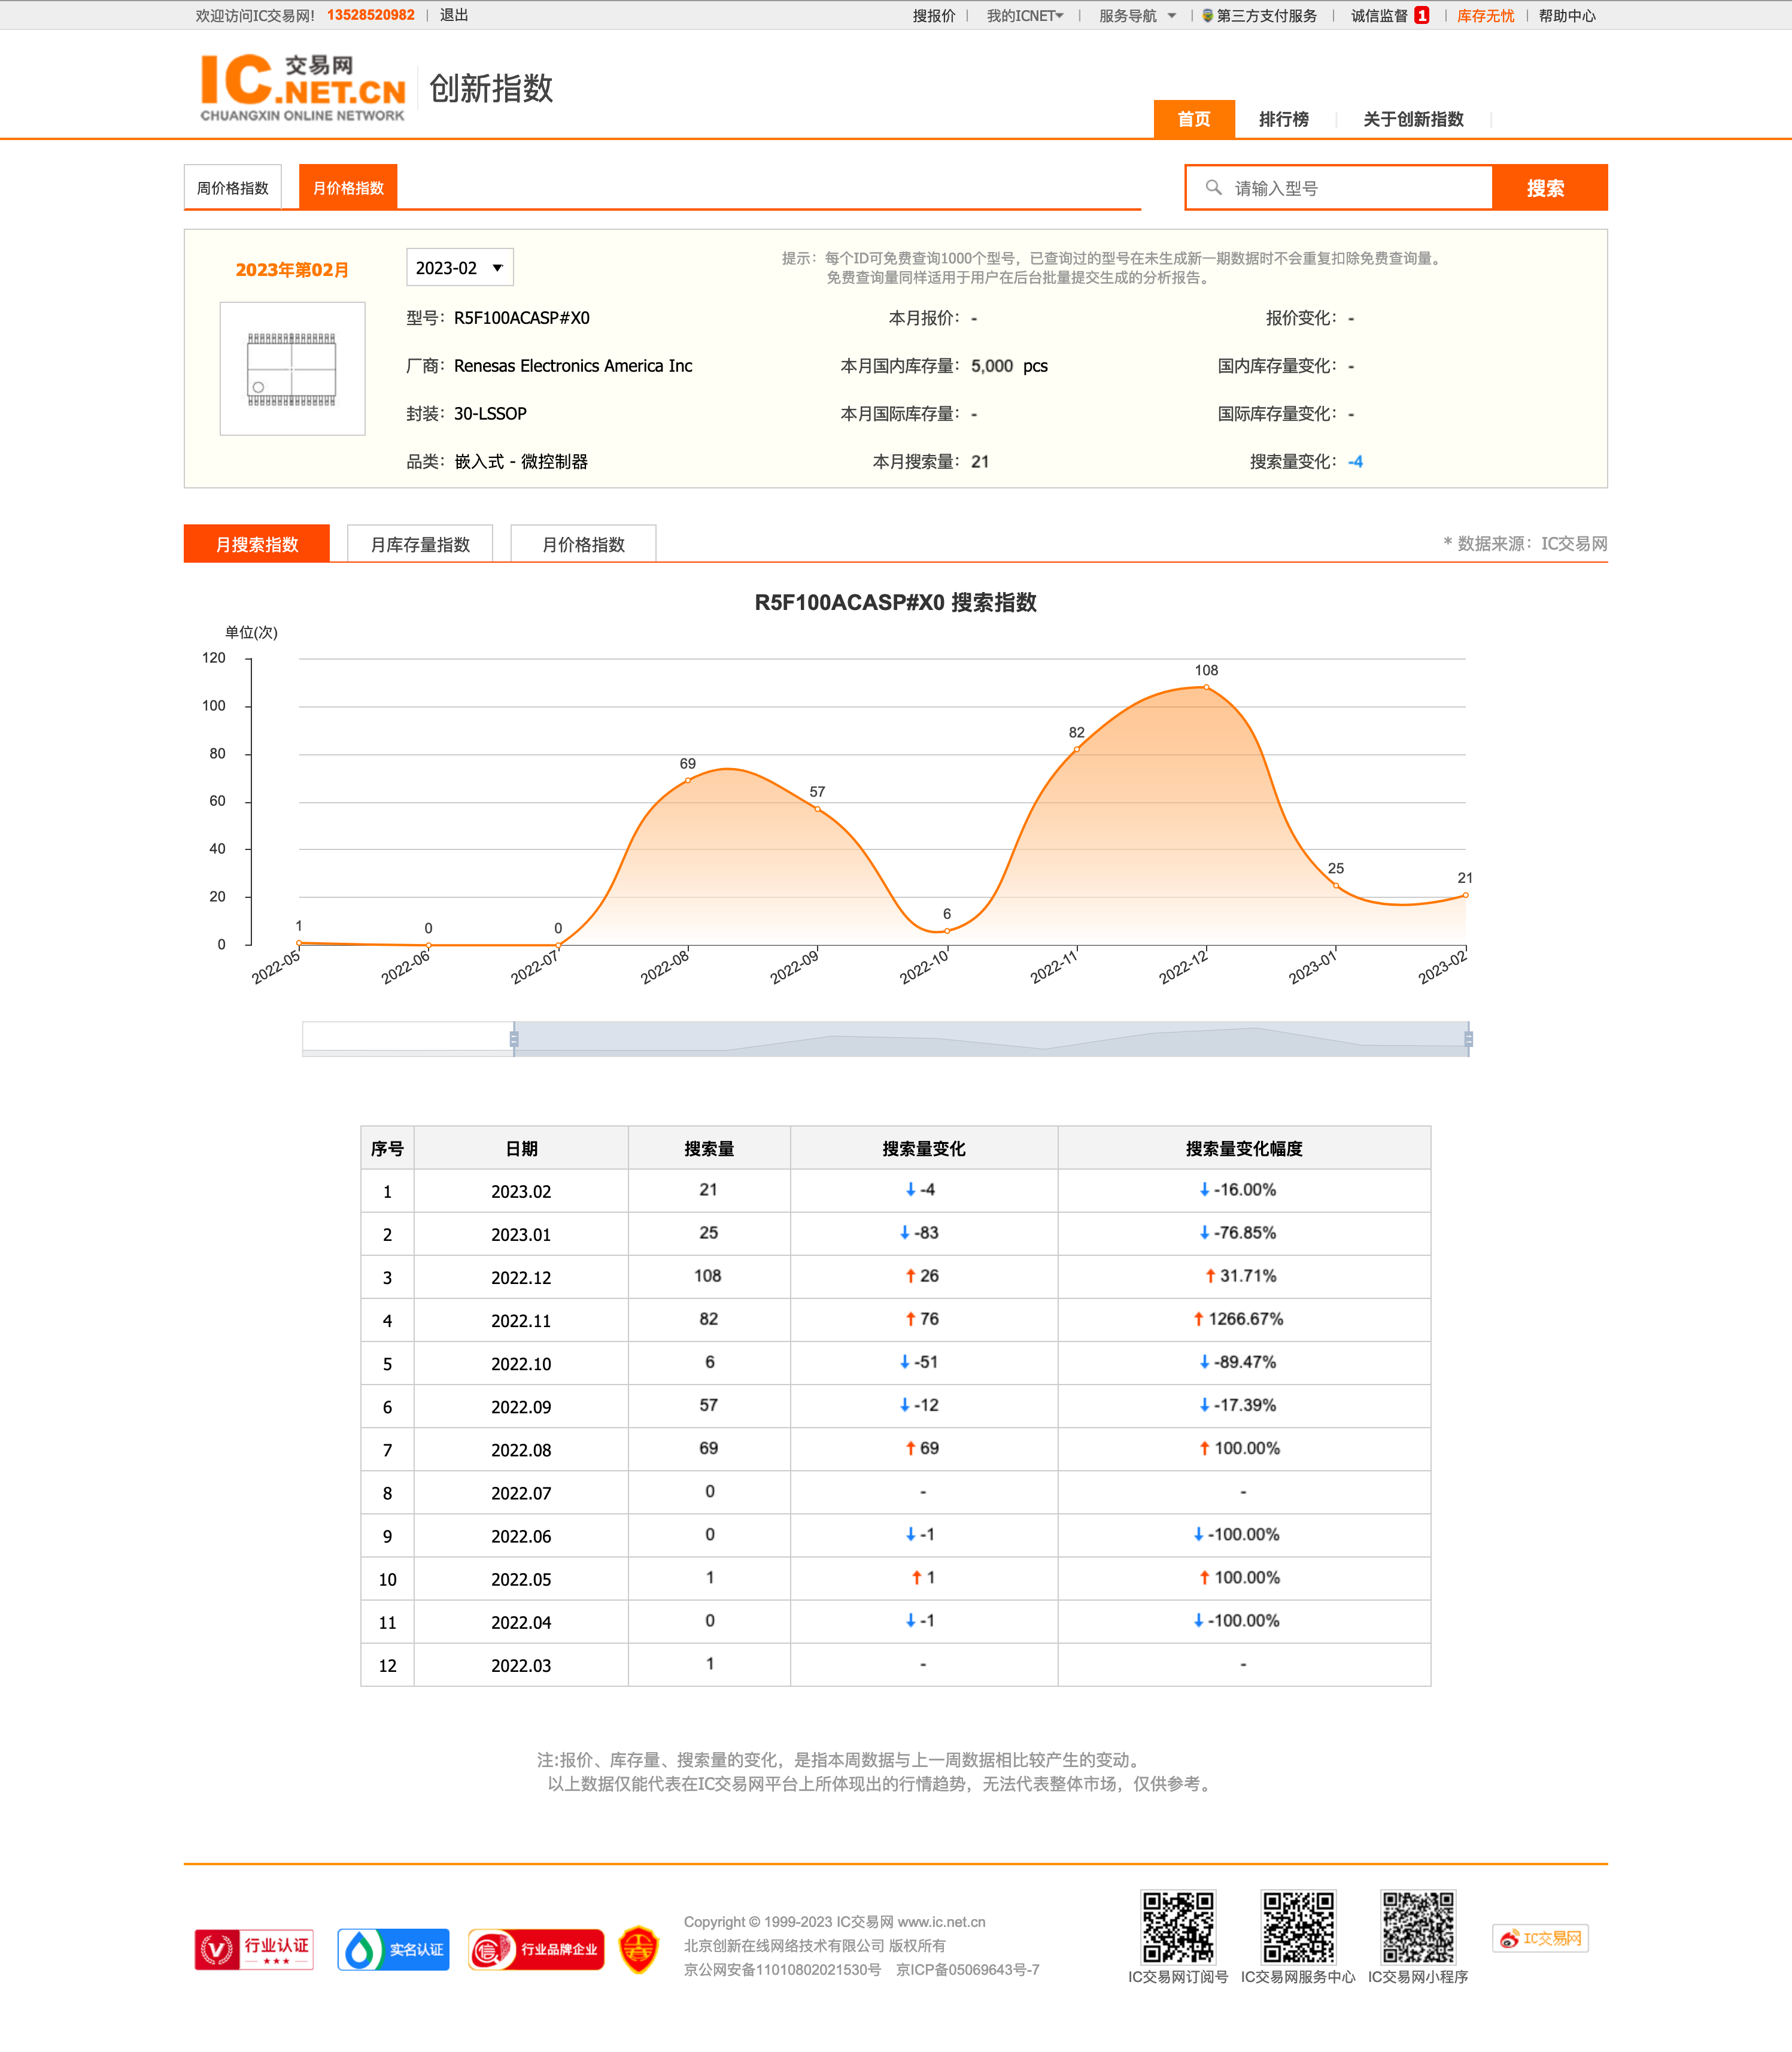 欢迎访问IC交易网! 13528520982 | 退出 搜报价 | 我的ICNET | 服务导航 | 第三方支付服务 | 诚信监督 1 | 库存无忧 | 帮助中心
IC 交易网
.NET.CN
CHUANGXIN ONLINE NETWORK
创新指数
首页 排行榜 关于创新指数
周价格指数 月价格指数 请输入型号 搜索
2023年第02月 2023-02
提示：每个ID可免费查询1000个型号，已查询过的型号在未生成新一期数据时不会重复扣除免费查询量。
免费查询量同样适用于用户在后台批量提交生成的分析报告。
型号：R5F100ACASP#X0 本月报价：- 报价变化：-
厂商：Renesas Electronics America Inc 本月国内库存量：5,000 pcs 国内库存量变化：-
封装：30-LSSOP 本月国际库存量：- 国际库存量变化：-
品类：嵌入式 - 微控制器 本月搜索量：21 搜索量变化：-4
月搜索指数 月库存量指数 月价格指数 * 数据来源：IC交易网
R5F100ACASP#X0 搜索指数
单位(次)
120
100
80
60
40
20
0
1 0 0 69 57 6 82 108 25 21
2022-05 2022-06 2022-07 2022-08 2022-09 2022-10 2022-11 2022-12 2023-01 2023-02
序号 日期 搜索量 搜索量变化 搜索量变化幅度
1 2023.02 21 ↓ -4 ↓ -16.00%
2 2023.01 25 ↓ -83 ↓ -76.85%
3 2022.12 108 ↑ 26 ↑ 31.71%
4 2022.11 82 ↑ 76 ↑ 1266.67%
5 2022.10 6 ↓ -51 ↓ -89.47%
6 2022.09 57 ↓ -12 ↓ -17.39%
7 2022.08 69 ↑ 69 ↑ 100.00%
8 2022.07 0 - -
9 2022.06 0 ↓ -1 ↓ -100.00%
10 2022.05 1 ↑ 1 ↑ 100.00%
11 2022.04 0 ↓ -1 ↓ -100.00%
12 2022.03 1 - -
注:报价、库存量、搜索量的变化，是指本周数据与上一周数据相比较产生的变动。
以上数据仅能代表在IC交易网平台上所体现出的行情趋势，无法代表整体市场，仅供参考。
行业认证
实名认证
信 行业品牌企业
Copyright © 1999-2023 IC交易网 www.ic.net.cn
北京创新在线网络技术有限公司 版权所有
京公网安备11010802021530号 京ICP备05069643号-7
IC交易网订阅号 IC交易网服务中心 IC交易网小程序
IC交易网